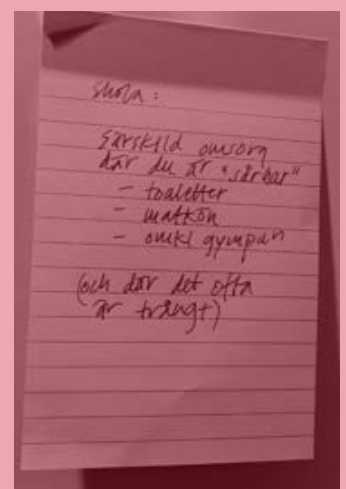 skola:
särskild omsorg
där du är "sårbar"
- toaletter
- matkön
- omkl gympan
(och där det ofta
är trångt)